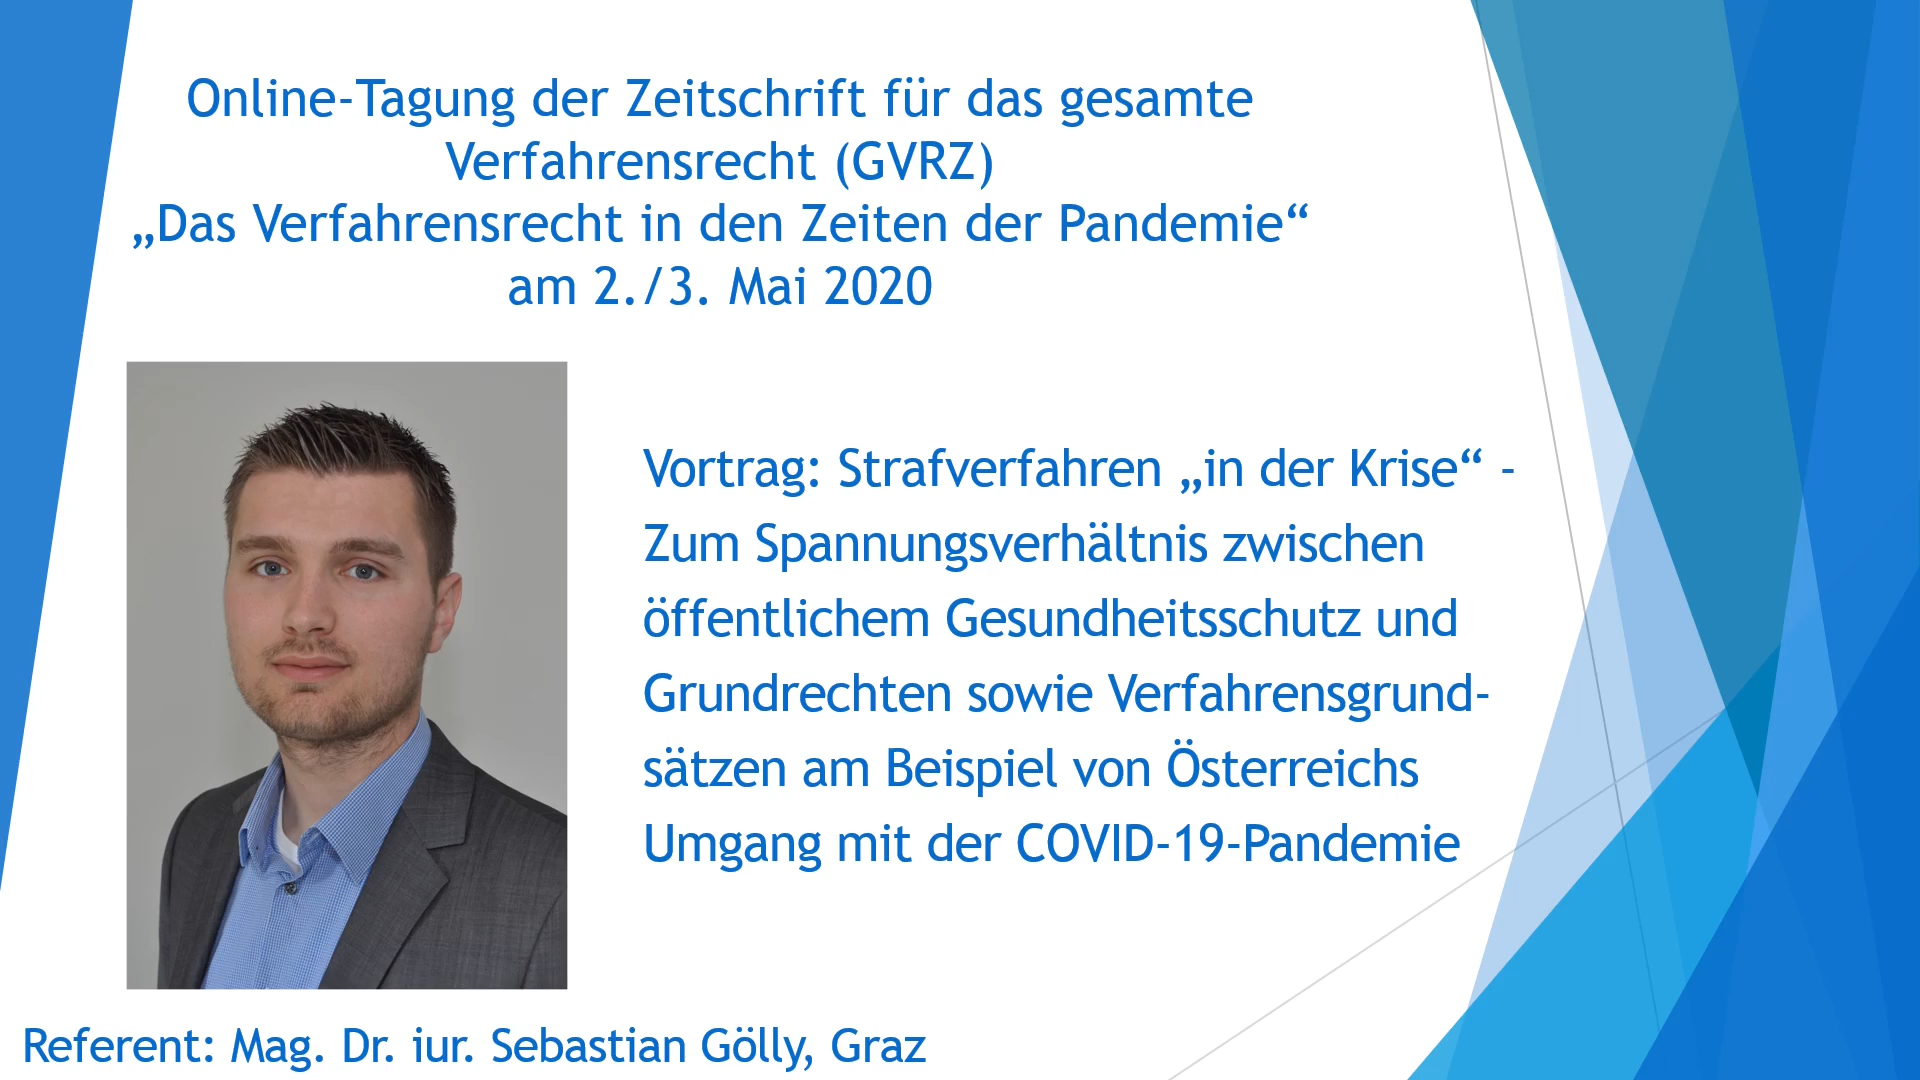 Online-Tagung der Zeitschrift für das gesamte
Verfahrensrecht (GVRZ)
„Das Verfahrensrecht in den Zeiten der Pandemie“
am 2./3. Mai 2020
Vortrag: Strafverfahren „in der Krise“ -
Zum Spannungsverhältnis zwischen
öffentlichem Gesundheitsschutz und
Grundrechten sowie Verfahrensgrund-
sätzen am Beispiel von Österreichs
Umgang mit der COVID-19-Pandemie
Referent: Mag. Dr. iur. Sebastian Gölly, Graz